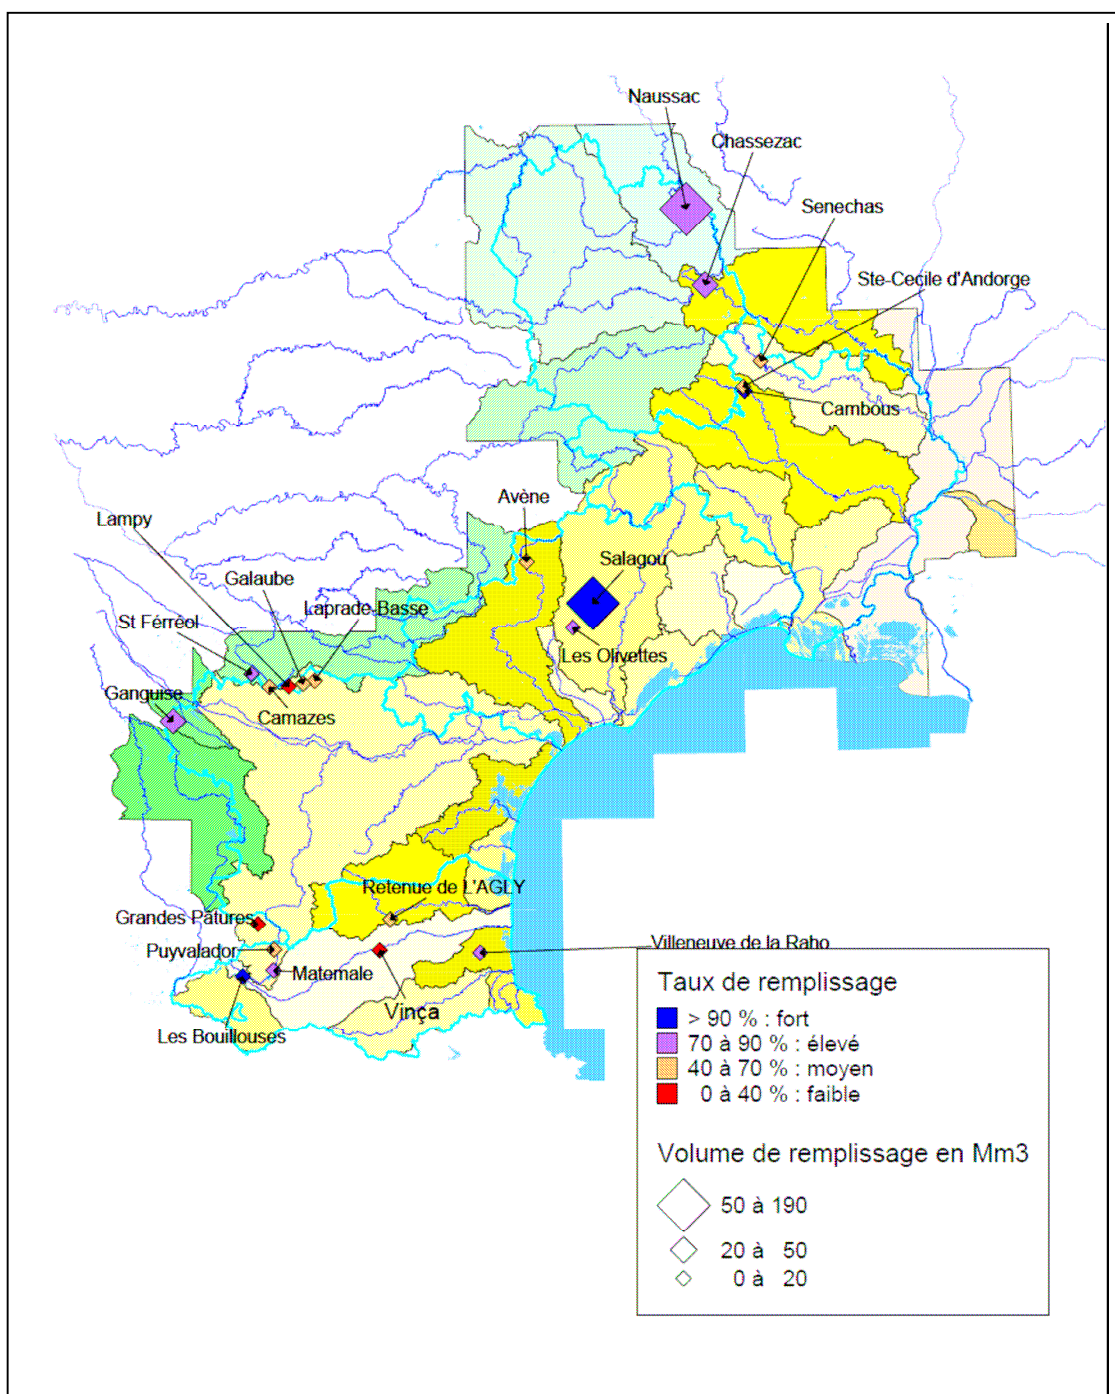 Naussac
Chassezac
Senechas
Ste-Cecile d'Andorge
Cambous
Avène
Lampy
Salagou
Galaube
Laprade-Basse
St Férréol
Les Olivettes
Ganguise
Camazes
Retenue de L'AGLY
Grandes Pâtures
Puyvalador
Villeneuve de la Raho
Matemale
Vinça
Les Bouillouses
Taux de remplissage
> 90 % : fort
70 à 90 % : élevé
40 à 70 % : moyen
0 à 40 % : faible
Volume de remplissage en Mm3
50 à 190
20 à 50
0 à 20